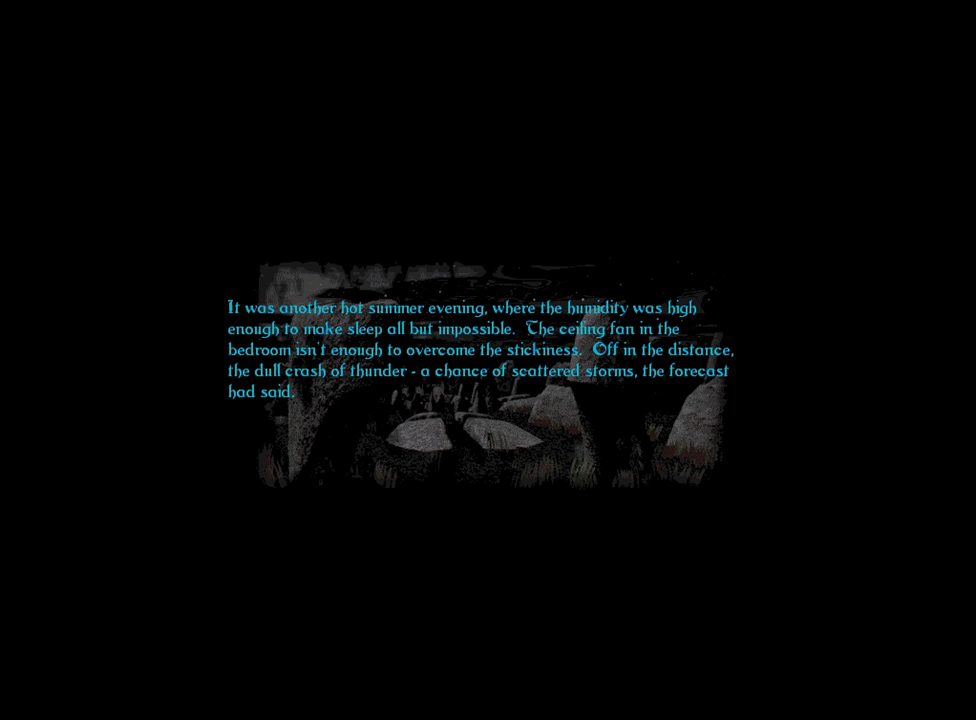 It was another hot summer evening, where the humidity was high
enough to make sleep all but impossible.  The ceiling fan in the
bedroom isn't enough to overcome the stickiness.  Off in the distance,
the dull crash of thunder - a chance of scattered storms, the forecast
had said.